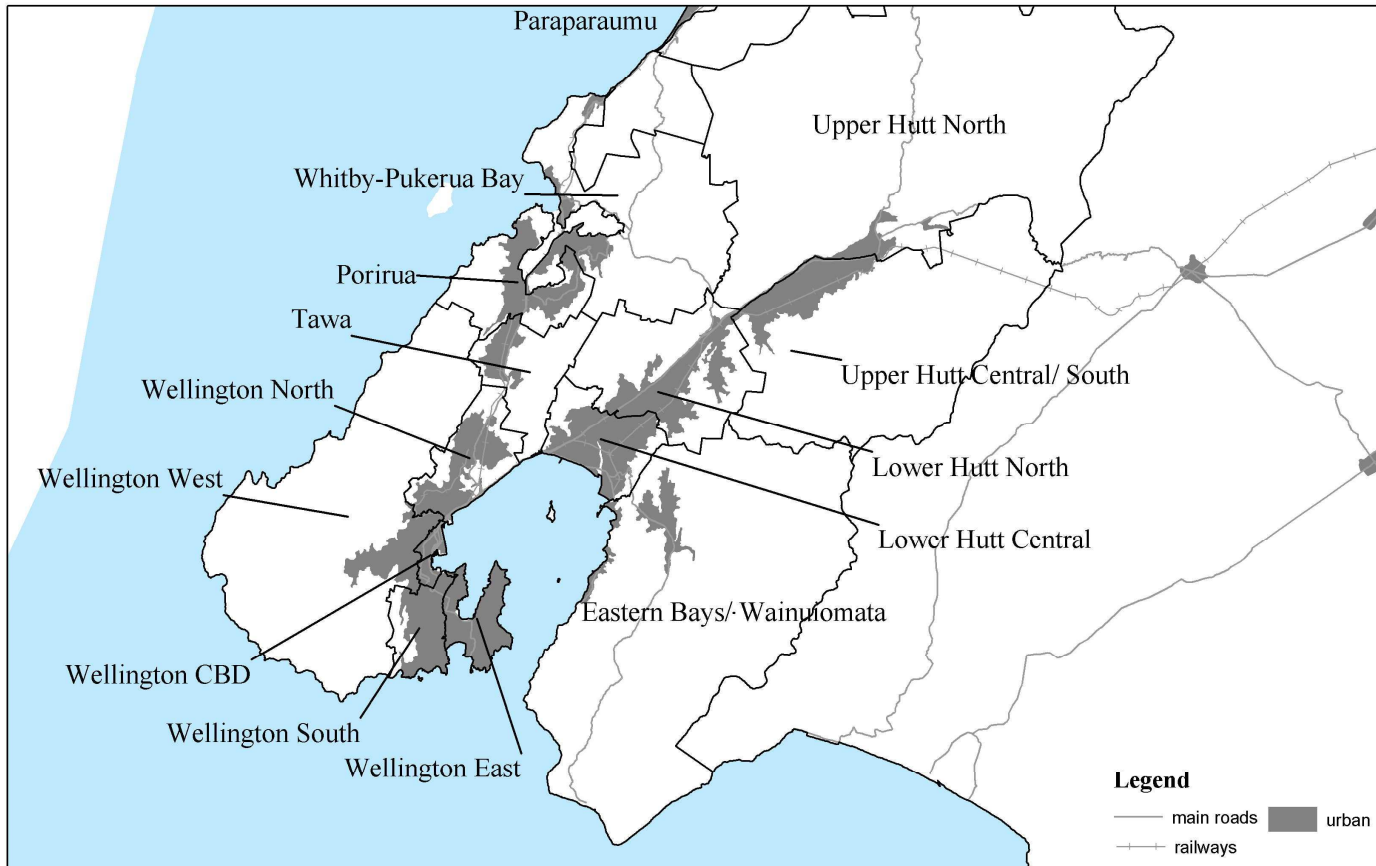 Paraparaumu
Upper Hutt North
Whitby-Pukerua Bay
Porirua
Tawa
Upper Hutt Central/ South
Wellington North
Lower Hutt North
Wellington West
Lower Hutt Central
Eastern Bays/ Wainuiomata
Wellington CBD
Wellington South
Wellington East
Legend
main roads
urban
railways